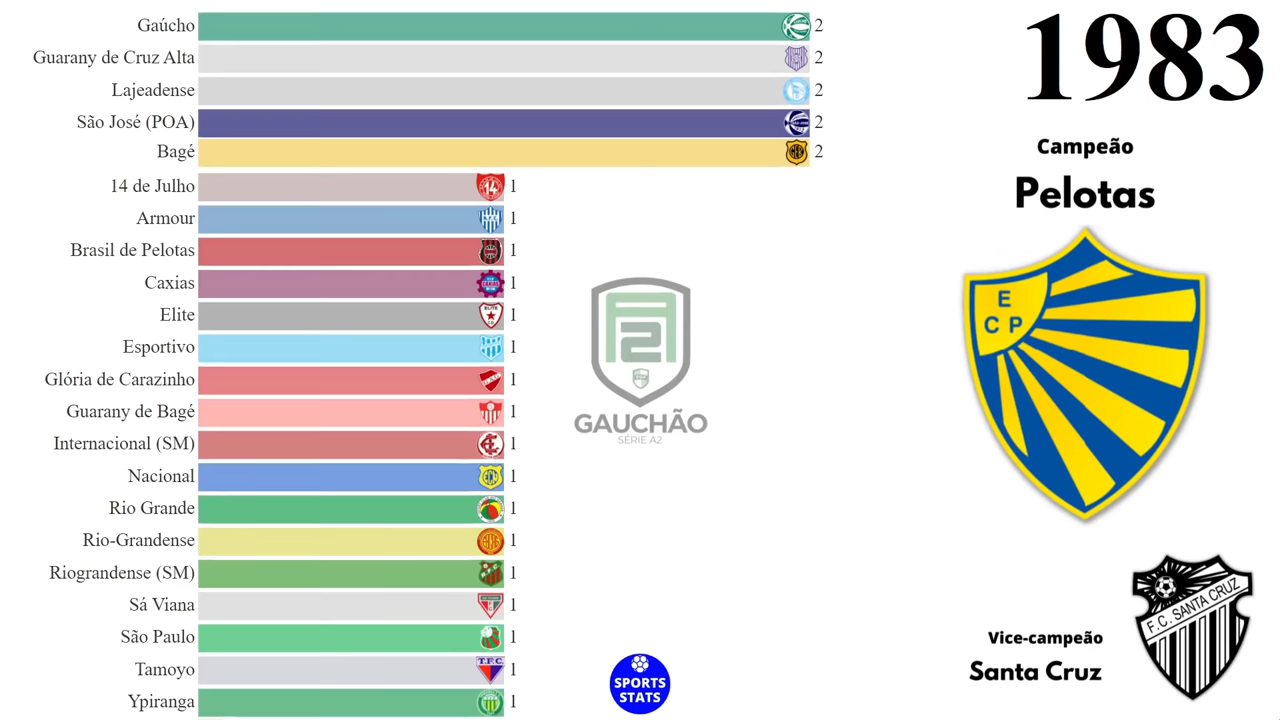 Gaúcho 2
Guarany de Cruz Alta 2
Lajeadense 2
São José (POA) 2
Bagé 2
14 de Julho 14 1
Armour 1
Brasil de Pelotas 1
Caxias CAXIAS 1
Elite ELITE 1
Esportivo 1
Glória de Carazinho 1
Guarany de Bagé 1
Internacional (SM) 1
Nacional 1
Rio Grande 1
Rio-Grandense 1
Riograndense (SM) 1
Sá Viana 1
São Paulo 1
Tamoyo T.F.C. 1
Ypiranga 1
A2
GAUCHÃO
SÉRIE A2
SPORTS
STATS
1983
Campeão
Pelotas
E
C P
Vice-campeão
Santa Cruz
F.C. SANTA CRUZ